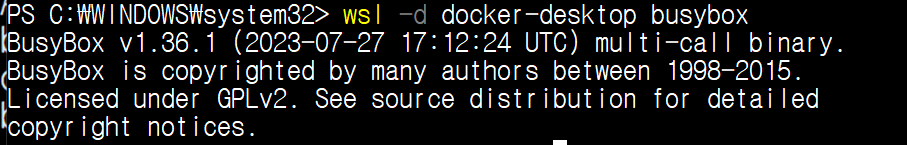 PS C:₩WINDOWS₩system32> wsl -d docker-desktop busybox
BusyBox v1.36.1 (2023-07-27 17:12:24 UTC) multi-call binary.
BusyBox is copyrighted by many authors between 1998-2015.
Licensed under GPLv2. See source distribution for detailed
copyright notices.